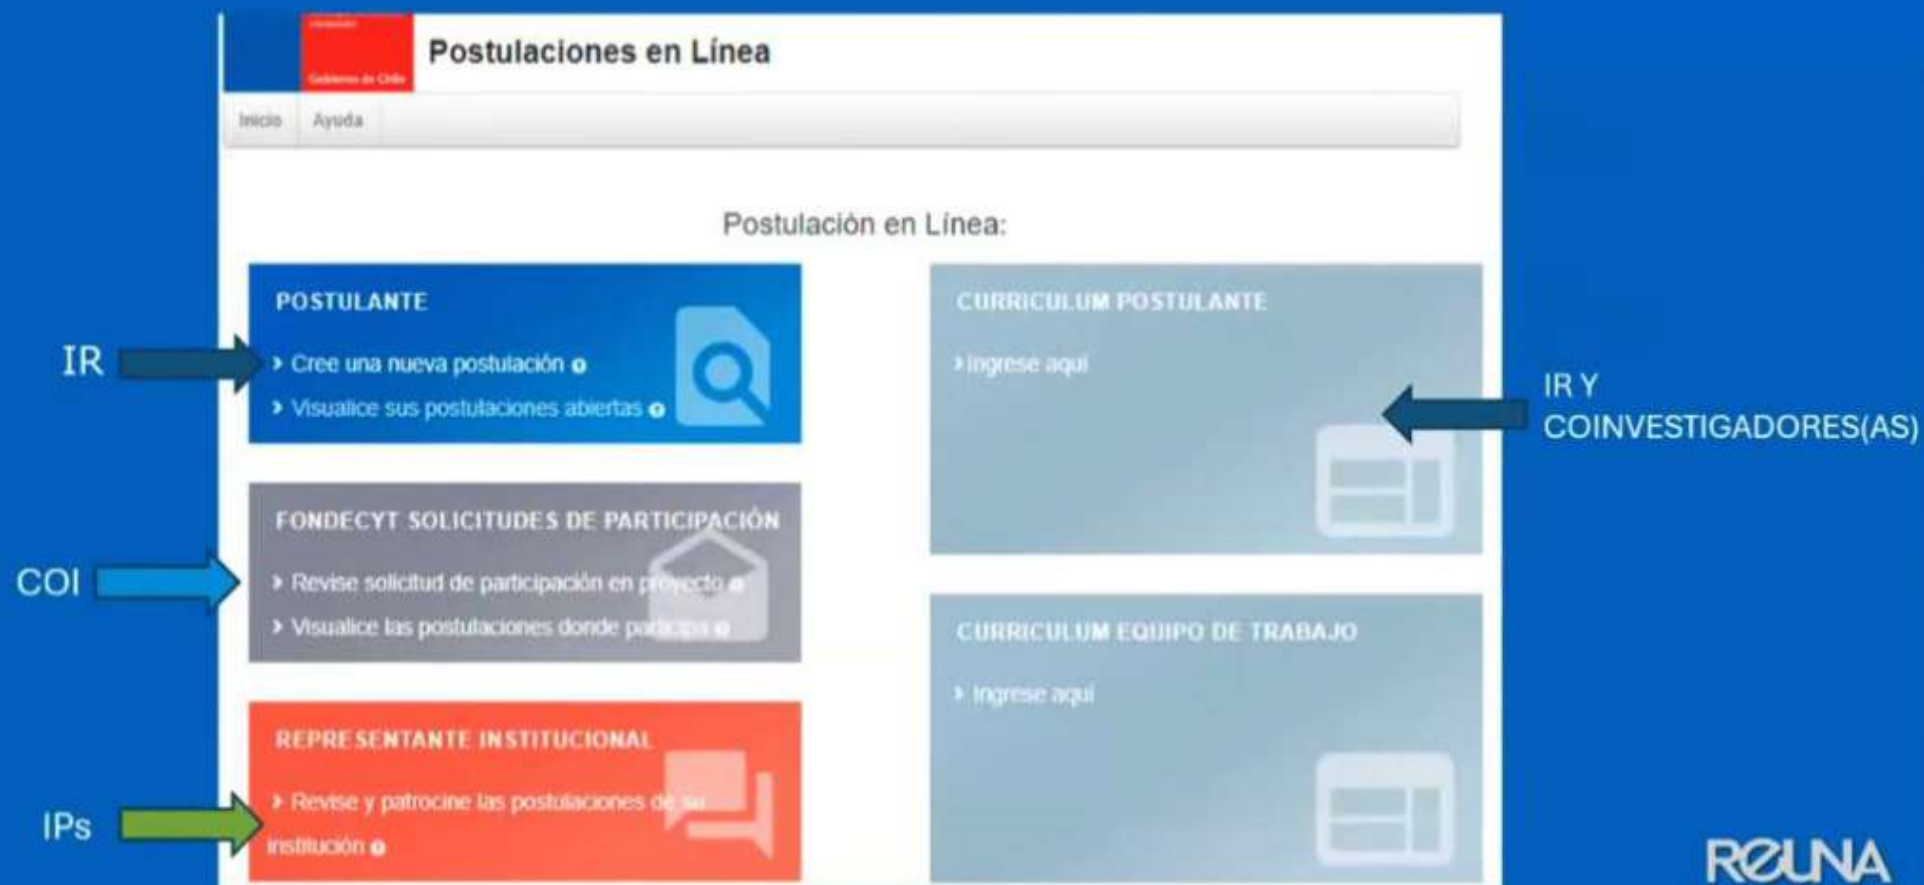 Gobierno de Chile
Postulaciones en Línea
Inicio Ayuda
Postulación en Línea:
POSTULANTE
> Cree una nueva postulación
> Visualice sus postulaciones abiertas
IR
FONDECYT SOLICITUDES DE PARTICIPACIÓN
> Revise solicitud de participación en proyecto
> Visualice las postulaciones donde participa
COI
REPRESENTANTE INSTITUCIONAL
> Revise y patrocine las postulaciones de su
institución
IPs
CURRICULUM POSTULANTE
> Ingrese aquí
IR Y
COINVESTIGADORES(AS)
CURRICULUM EQUIPO DE TRABAJO
> Ingrese aquí
REUNA